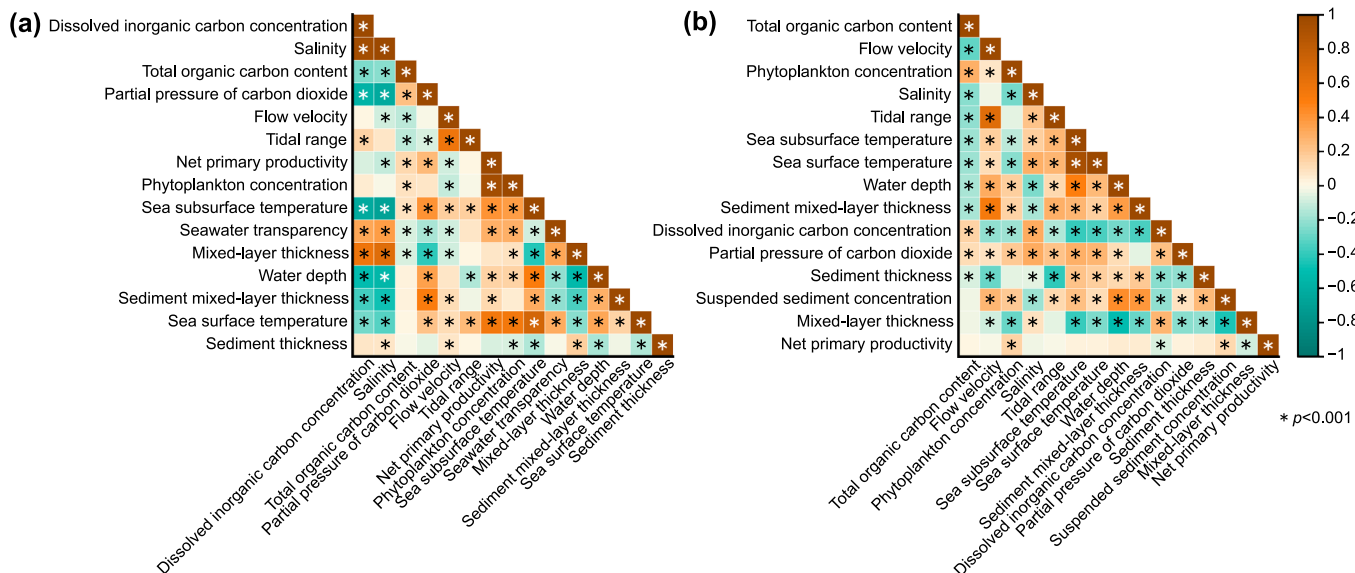 (a)
Dissolved inorganic carbon concentration
Salinity
Total organic carbon content
Partial pressure of carbon dioxide
Flow velocity
Tidal range
Net primary productivity
Phytoplankton concentration
Sea subsurface temperature
Seawater transparency
Mixed-layer thickness
Water depth
Sediment mixed-layer thickness
Sea surface temperature
Sediment thickness
Dissolved inorganic carbon concentration
Salinity
Total organic carbon content
Partial pressure of carbon dioxide
Flow velocity
Tidal range
Net primary productivity
Phytoplankton concentration
Sea subsurface temperature
Seawater transparency
Mixed-layer thickness
Water depth
Sediment mixed-layer thickness
Sea surface temperature
Sediment thickness
(b)
Total organic carbon content
Flow velocity
Phytoplankton concentration
Salinity
Tidal range
Sea subsurface temperature
Sea surface temperature
Water depth
Sediment mixed-layer thickness
Dissolved inorganic carbon concentration
Partial pressure of carbon dioxide
Sediment thickness
Suspended sediment concentration
Mixed-layer thickness
Net primary productivity
Total organic carbon content
Flow velocity
Phytoplankton concentration
Salinity
Tidal range
Sea subsurface temperature
Sea surface temperature
Water depth
Sediment mixed-layer thickness
Dissolved inorganic carbon concentration
Partial pressure of carbon dioxide
Sediment thickness
Suspended sediment concentration
Mixed-layer thickness
Net primary productivity
1
0.8
0.6
0.4
0.2
0
−0.2
−0.4
−0.6
−0.8
−1
* p<0.001